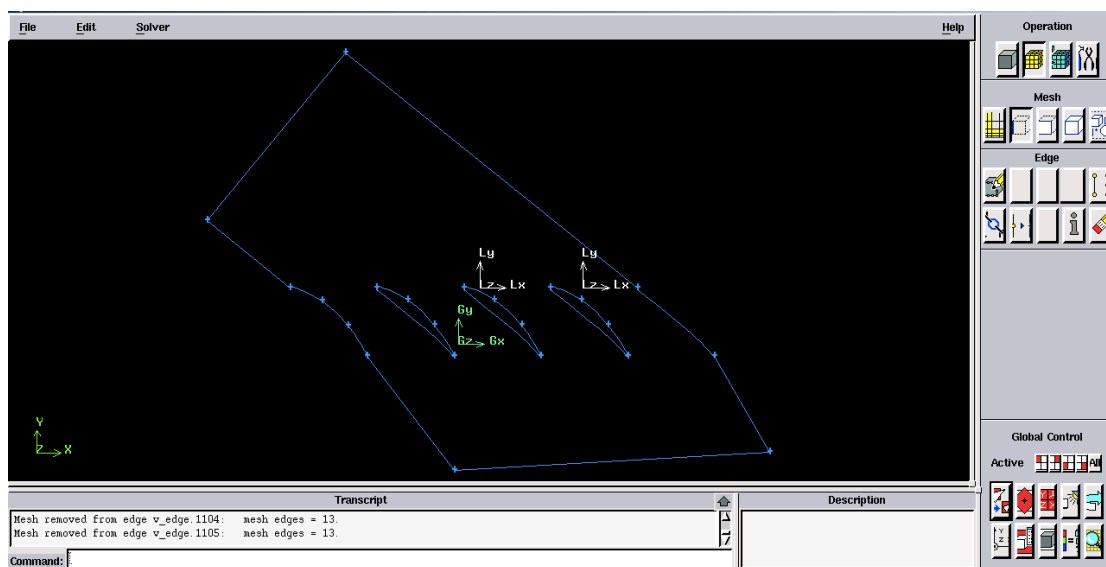 File Edit Solver Help
Operation
Mesh
Edge
Ly Ly
Lz Lx Lz Lx
Gy
Gz Gx
Y
Z X
Global Control
Active All
Transcript Description
Mesh removed from edge v_edge.1104: mesh edges = 13.
Mesh removed from edge v_edge.1105: mesh edges = 13.
Command: